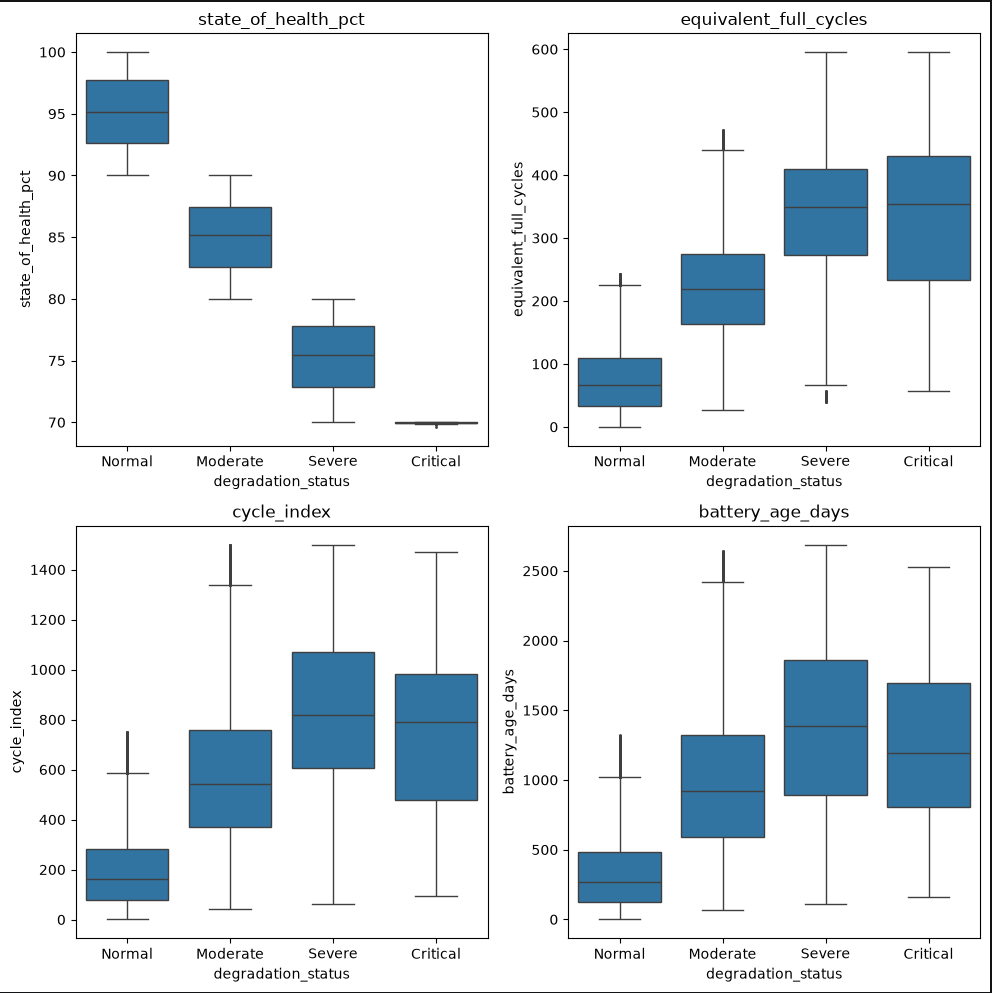 state_of_health_pct
state_of_health_pct
100
95
90
85
80
75
70
Normal Moderate Severe Critical
degradation_status
equivalent_full_cycles
equivalent_full_cycles
600
500
400
300
200
100
0
Normal Moderate Severe Critical
degradation_status
cycle_index
cycle_index
1400
1200
1000
800
600
400
200
0
Normal Moderate Severe Critical
degradation_status
battery_age_days
battery_age_days
2500
2000
1500
1000
500
0
Normal Moderate Severe Critical
degradation_status